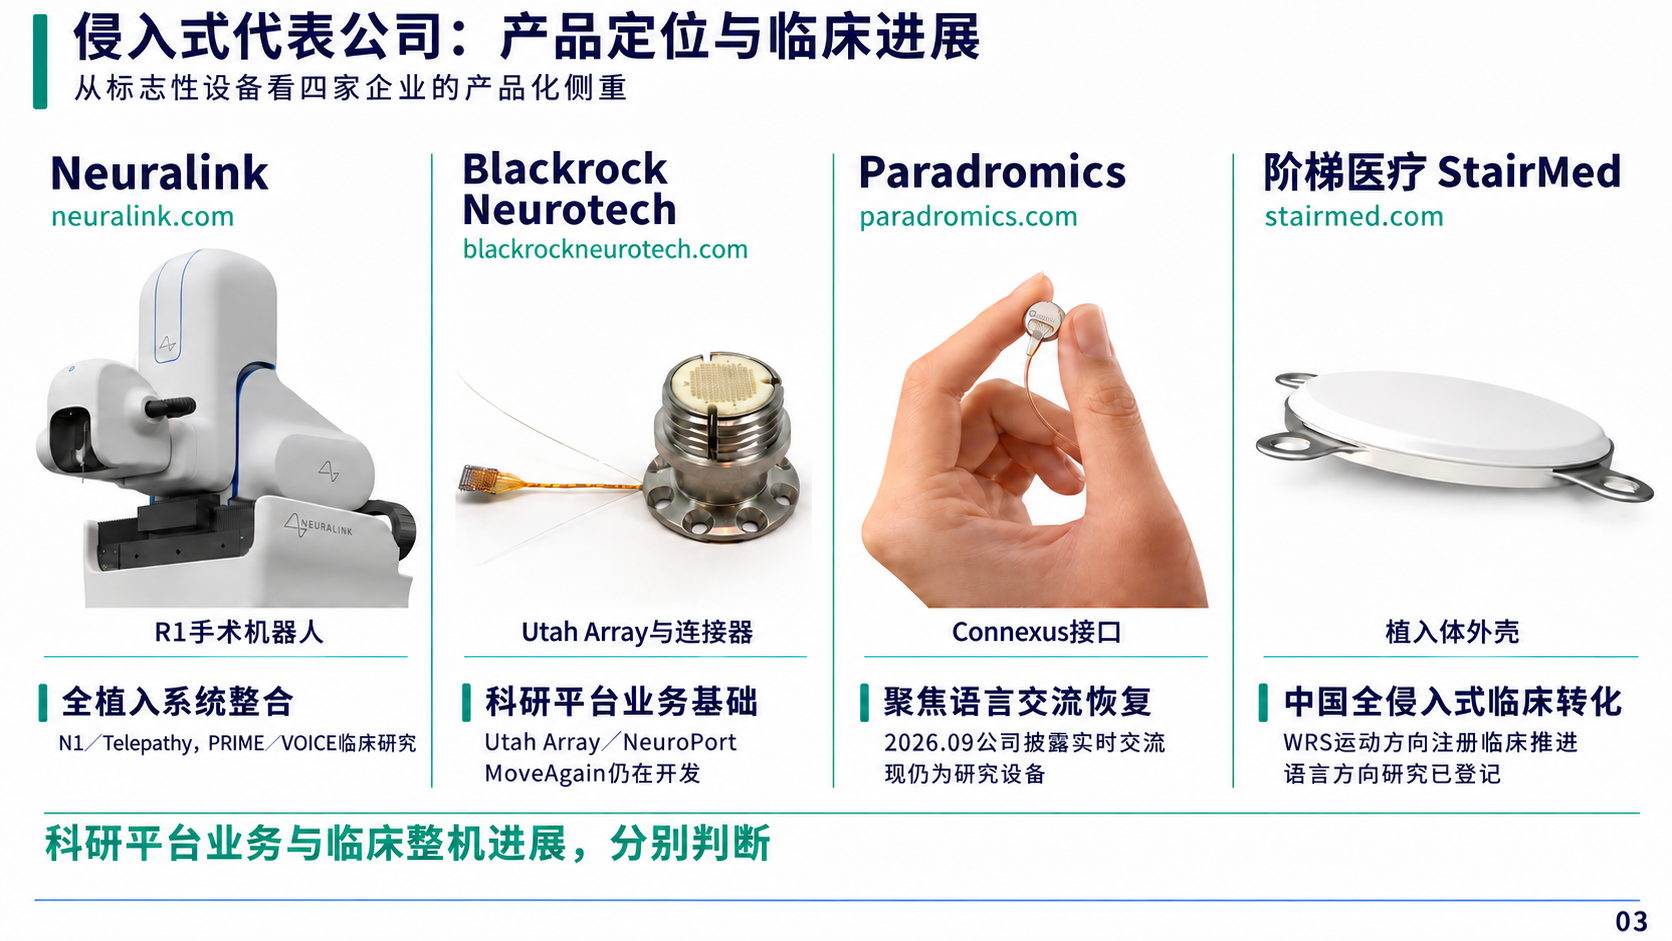 侵入式代表公司：产品定位与临床进展
从标志性设备看四家企业的产品化侧重
Neuralink
neuralink.com
NEURALINK
R1手术机器人
全植入系统整合
N1／Telepathy，PRIME／VOICE临床研究
Blackrock
Neurotech
blackrockneurotech.com
Utah Array与连接器
科研平台业务基础
Utah Array／NeuroPort
MoveAgain仍在开发
Paradromics
paradromics.com
Connexus接口
聚焦语言交流恢复
2026.09公司披露实时交流
现仍为研究设备
阶梯医疗 StairMed
stairmed.com
植入体外壳
中国全侵入式临床转化
WRS运动方向注册临床推进
语言方向研究已登记
科研平台业务与临床整机进展，分别判断
03